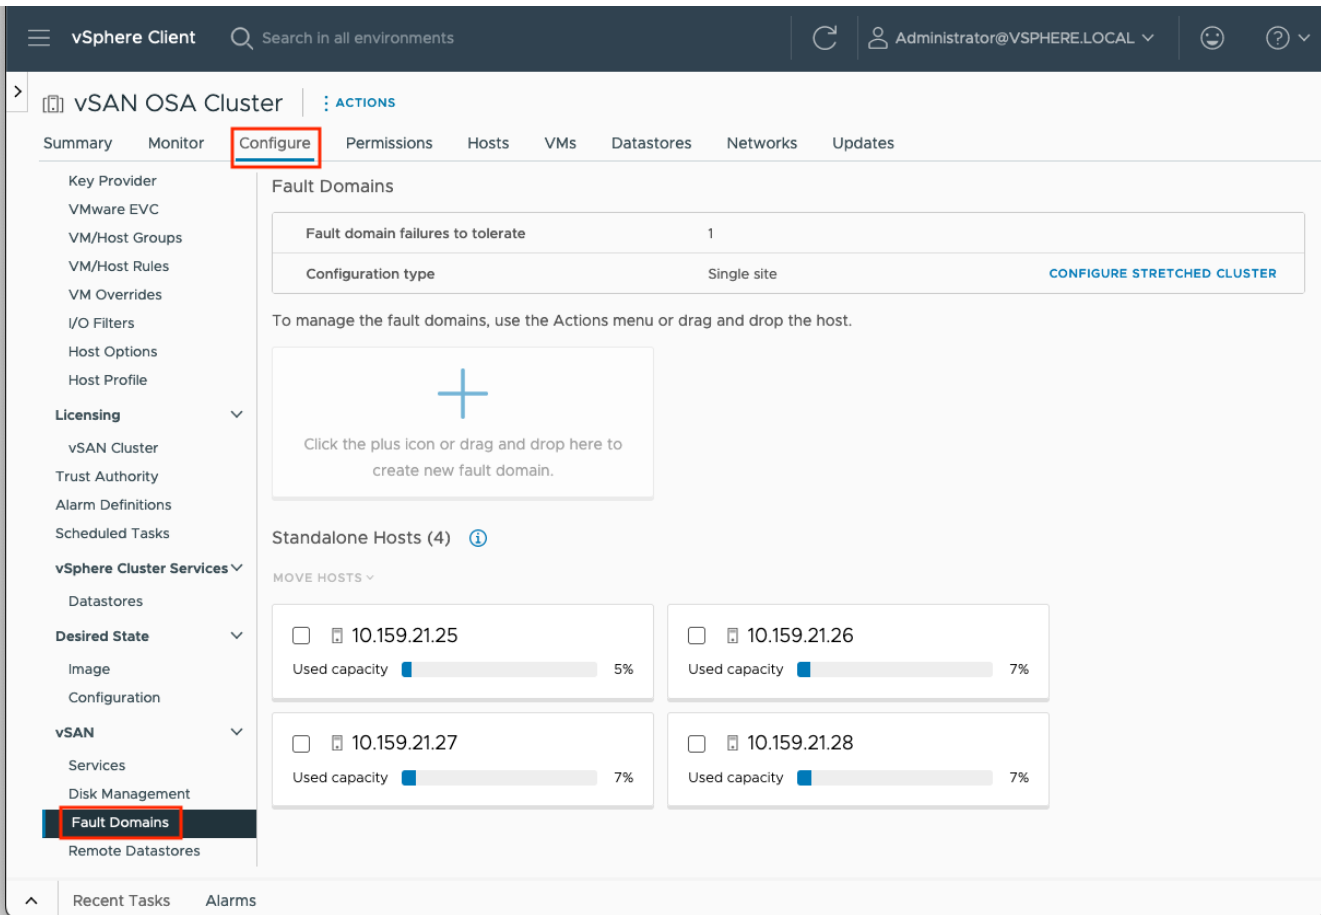 vSphere Client
Search in all environments
Administrator@VSPHERE.LOCAL
vSAN OSA Cluster
ACTIONS
Summary Monitor Configure Permissions Hosts VMs Datastores Networks Updates
Key Provider
VMware EVC
VM/Host Groups
VM/Host Rules
VM Overrides
I/O Filters
Host Options
Host Profile
Licensing
vSAN Cluster
Trust Authority
Alarm Definitions
Scheduled Tasks
vSphere Cluster Services
Datastores
Desired State
Image
Configuration
vSAN
Services
Disk Management
Fault Domains
Remote Datastores
Fault Domains
Fault domain failures to tolerate 1
Configuration type Single site CONFIGURE STRETCHED CLUSTER
To manage the fault domains, use the Actions menu or drag and drop the host.
Click the plus icon or drag and drop here to
create new fault domain.
Standalone Hosts (4)
MOVE HOSTS
10.159.21.25
Used capacity 5%
10.159.21.26
Used capacity 7%
10.159.21.27
Used capacity 7%
10.159.21.28
Used capacity 7%
Recent Tasks Alarms